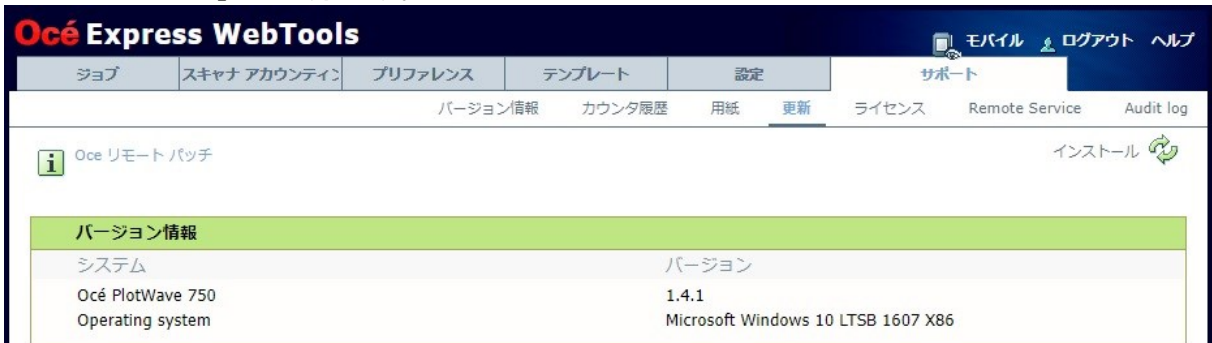 Océ Express WebTools
モバイル ログアウト ヘルプ
ジョブ スキャナ アカウンティン プリファレンス テンプレート 設定 サポート
バージョン情報 カウンタ履歴 用紙 更新 ライセンス Remote Service Audit log
Oce リモート パッチ インストール
バージョン情報
システム バージョン
Océ PlotWave 750 1.4.1
Operating system Microsoft Windows 10 LTSB 1607 X86